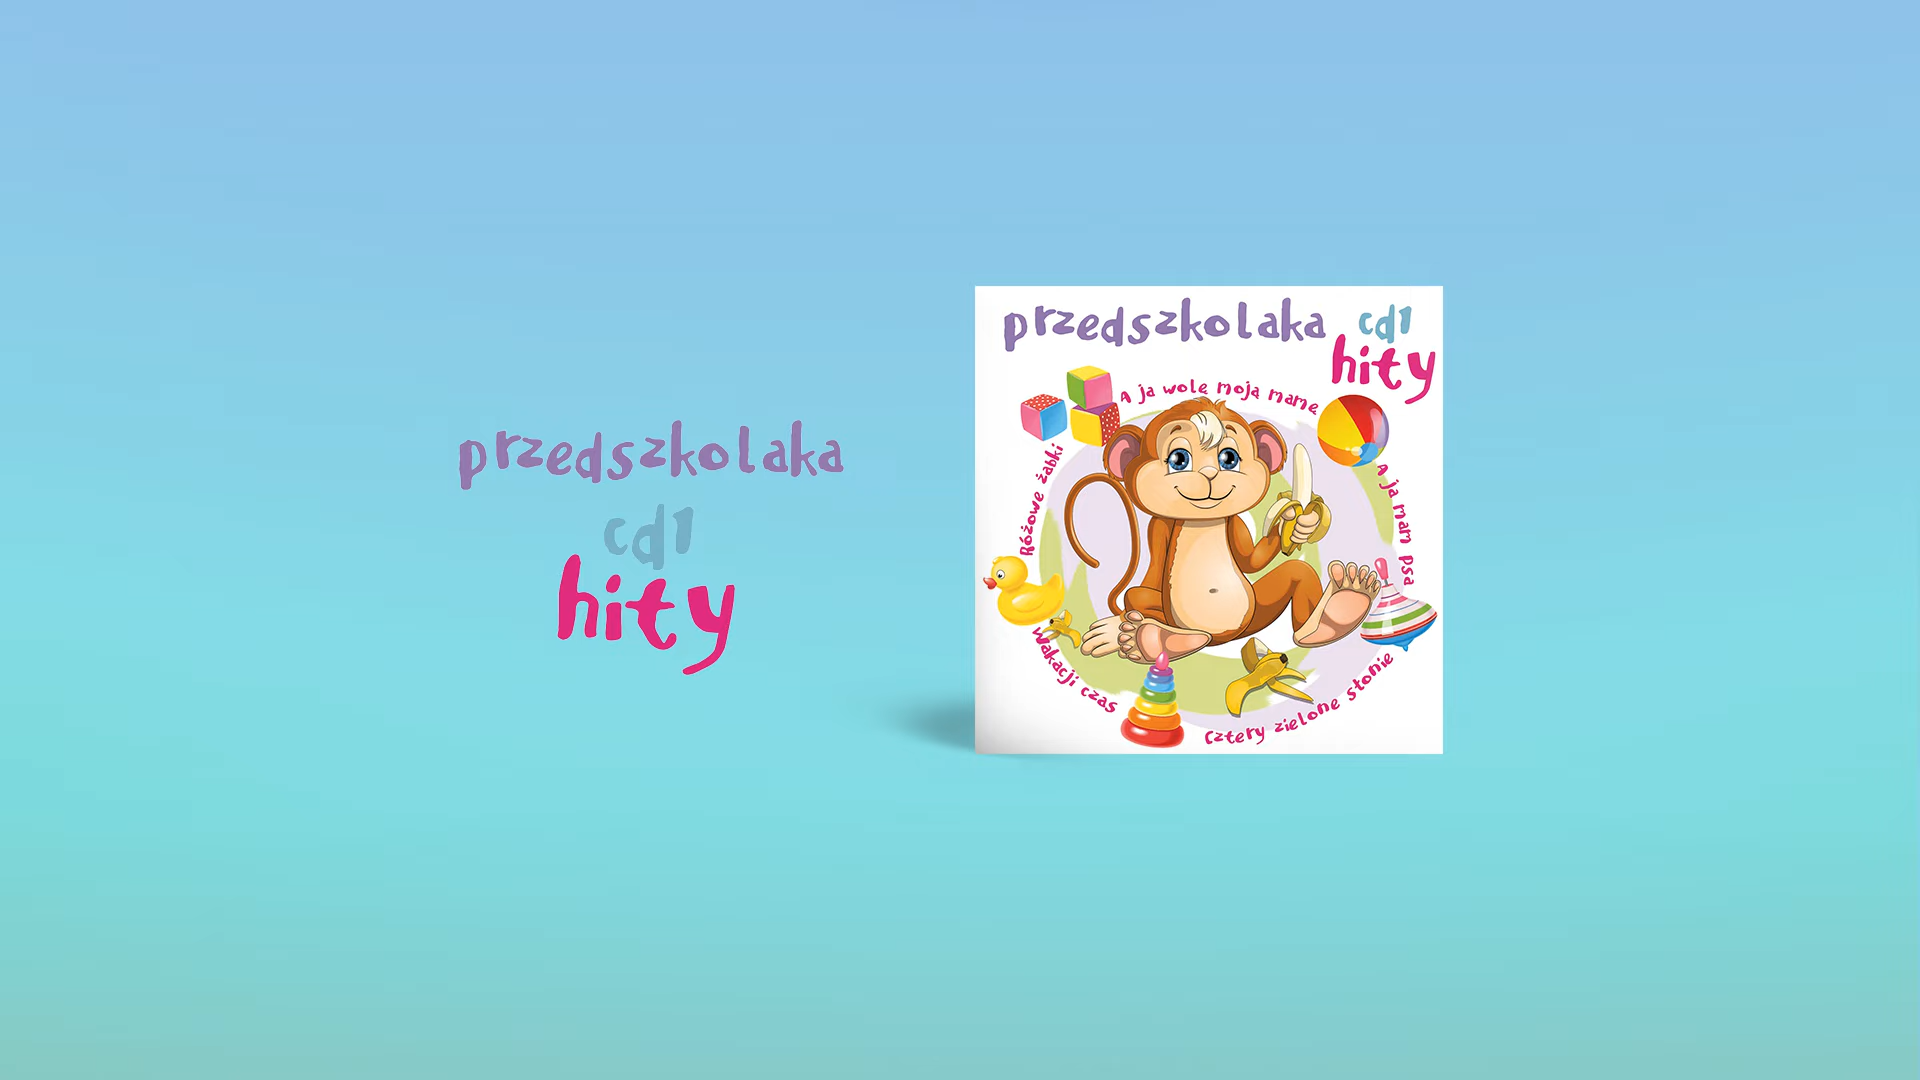 przedszkolaka
cd1
hity
przedszkolaka cd1
hity
A ja wolę moją mamę
Różowe żabki
A ja mam psa
Wakacji czas
Cztery zielone słonie